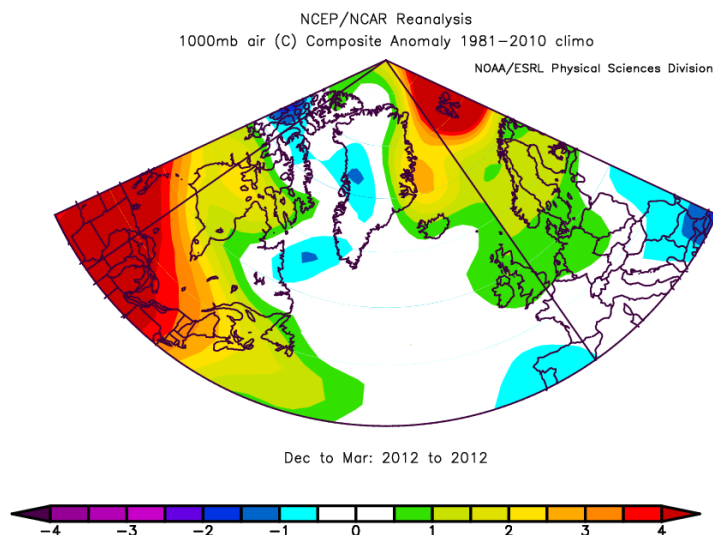 NCEP/NCAR Reanalysis
1000mb air (C) Composite Anomaly 1981-2010 climo
NOAA/ESRL Physical Sciences Division
Dec to Mar: 2012 to 2012
-4 -3 -2 -1 0 1 2 3 4